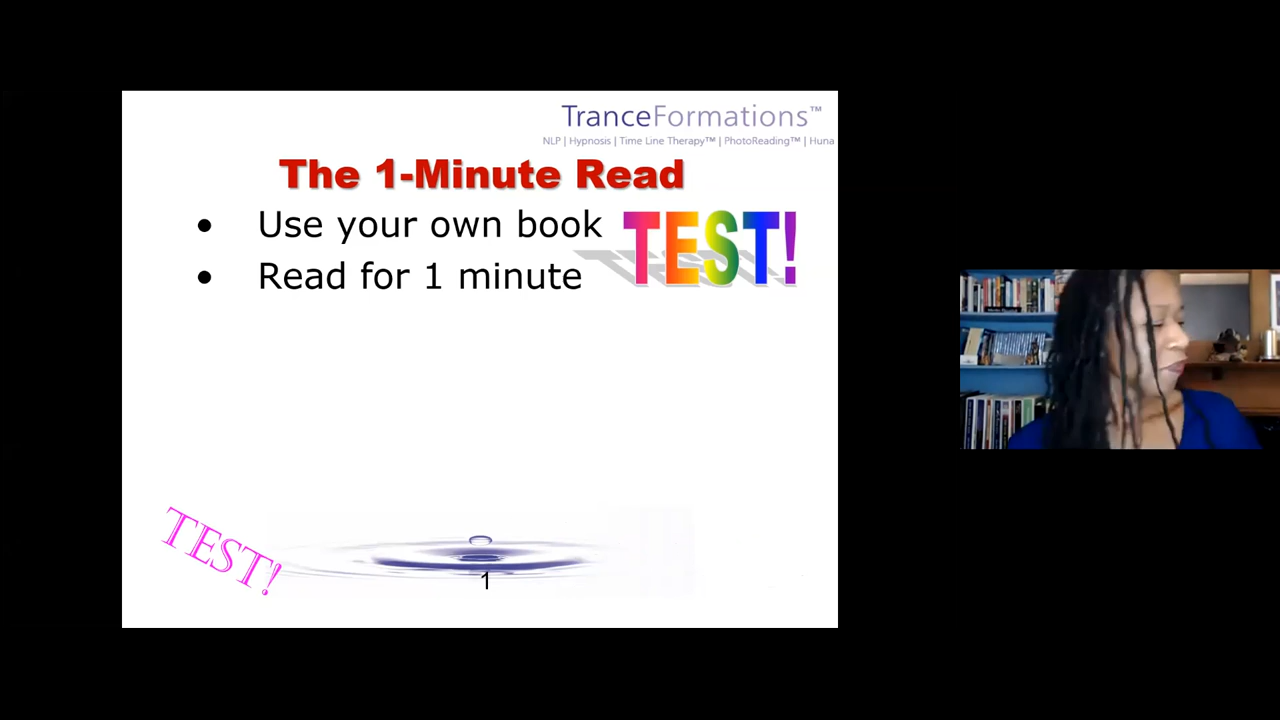 TranceFormations™
NLP | Hypnosis | Time Line Therapy™ | PhotoReading™ | Huna
The 1-Minute Read
• Use your own book
TEST!
• Read for 1 minute
TEST!
1